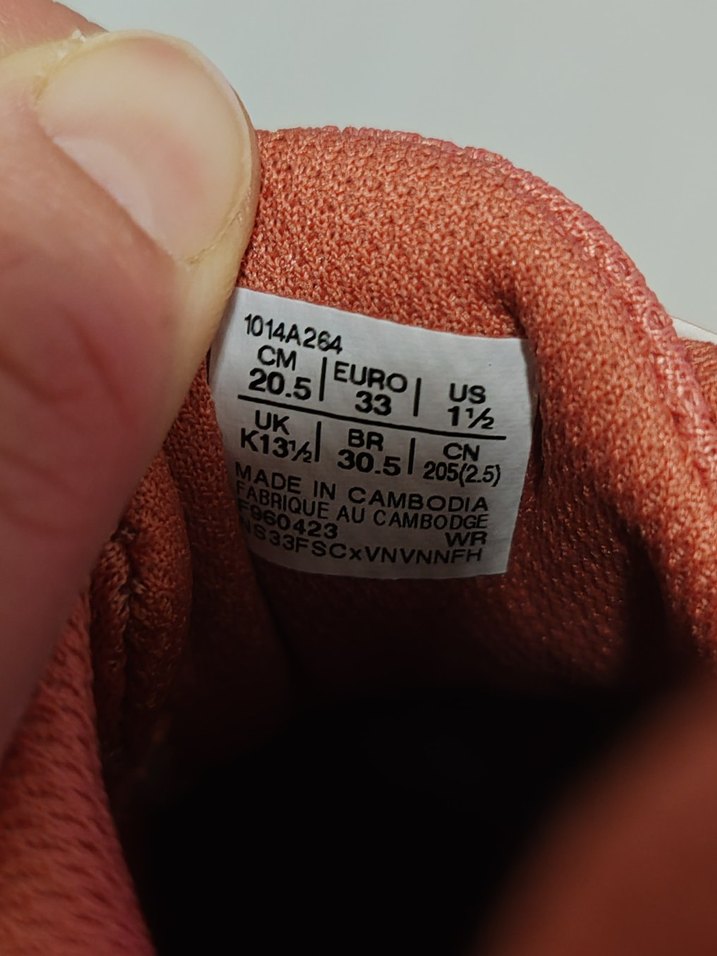 1014A264
CM EURO US
20.5 33 1½
UK BR CN
K13½ 30.5 205(2.5)
MADE IN CAMBODIA
FABRIQUE AU CAMBODGE
F960423 WR
N633FSCxVNVNNFH